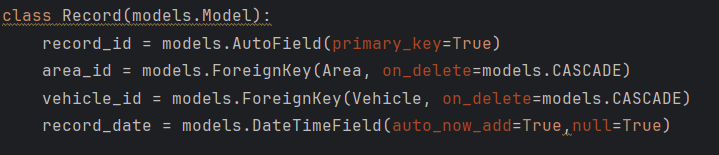 class Record(models.Model):
    record_id = models.AutoField(primary_key=True)
    area_id = models.ForeignKey(Area, on_delete=models.CASCADE)
    vehicle_id = models.ForeignKey(Vehicle, on_delete=models.CASCADE)
    record_date = models.DateTimeField(auto_now_add=True,null=True)